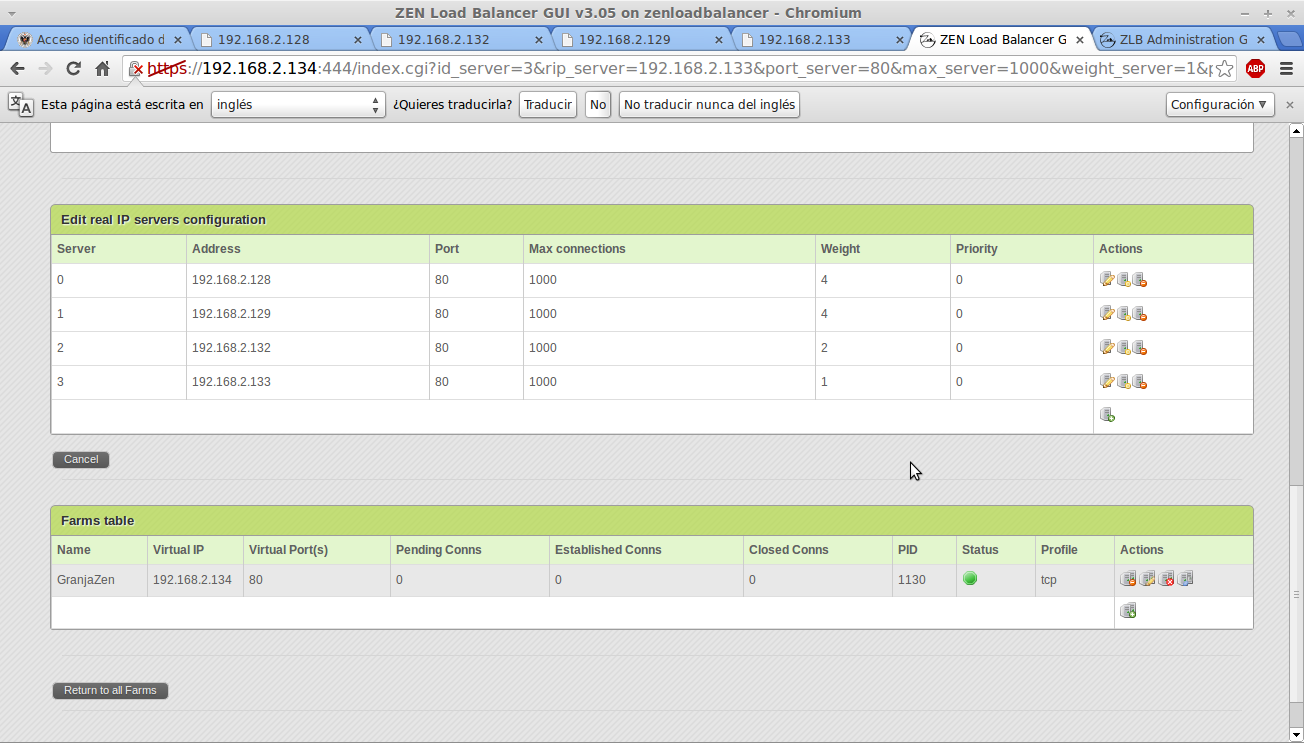 ZEN Load Balancer GUI v3.05 on zenloadbalancer - Chromium
Acceso identificado d 192.168.2.128 192.168.2.132 192.168.2.129 192.168.2.133 ZEN Load Balancer G ZLB Administration G
https://192.168.2.134:444/index.cgi?id_server=3&rip_server=192.168.2.133&port_server=80&max_server=1000&weight_server=1&p ABP
Esta página está escrita en inglés ¿Quieres traducirla? Traducir No No traducir nunca del inglés Configuración
Edit real IP servers configuration
Server Address Port Max connections Weight Priority Actions
0 192.168.2.128 80 1000 4 0
1 192.168.2.129 80 1000 4 0
2 192.168.2.132 80 1000 2 0
3 192.168.2.133 80 1000 1 0
Cancel
Farms table
Name Virtual IP Virtual Port(s) Pending Conns Established Conns Closed Conns PID Status Profile Actions
GranjaZen 192.168.2.134 80 0 0 0 1130 tcp
Return to all Farms